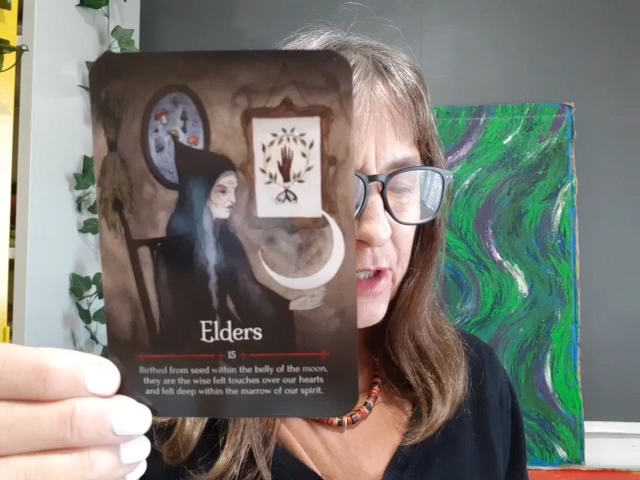 Elders
15
Birthed from seed within the belly of the moon,
they are the wise felt touches over our hearts
and felt deep within the marrow of our spirit.